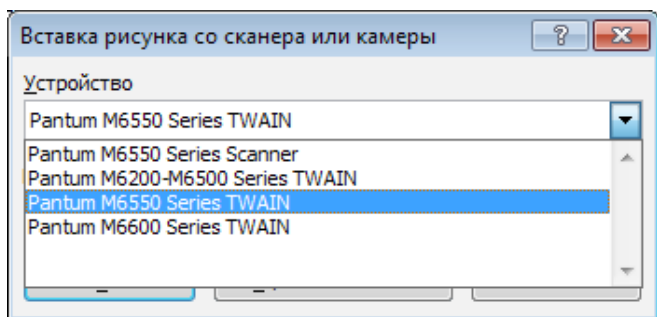 Вставка рисунка со сканера или камеры
Устройство
Pantum M6550 Series TWAIN
Pantum M6550 Series Scanner
Pantum M6200-M6500 Series TWAIN
Pantum M6550 Series TWAIN
Pantum M6600 Series TWAIN